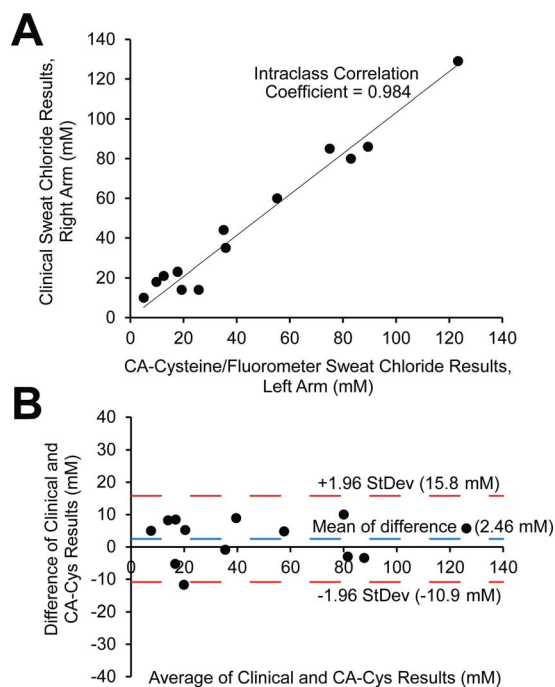 A
Clinical Sweat Chloride Results,
Right Arm (mM)
140
120
100
80
60
40
20
0
Intraclass Correlation
Coefficient = 0.984
0 20 40 60 80 100 120 140
CA-Cysteine/Fluorometer Sweat Chloride Results,
Left Arm (mM)
B
Difference of Clinical and
CA-Cys Results (mM)
40
30
20
10
0
-10
-20
-30
-40
+1.96 StDev (15.8 mM)
Mean of difference (2.46 mM)
0 20 40 60 80 100 120 140
-1.96 StDev (-10.9 mM)
Average of Clinical and CA-Cys Results (mM)